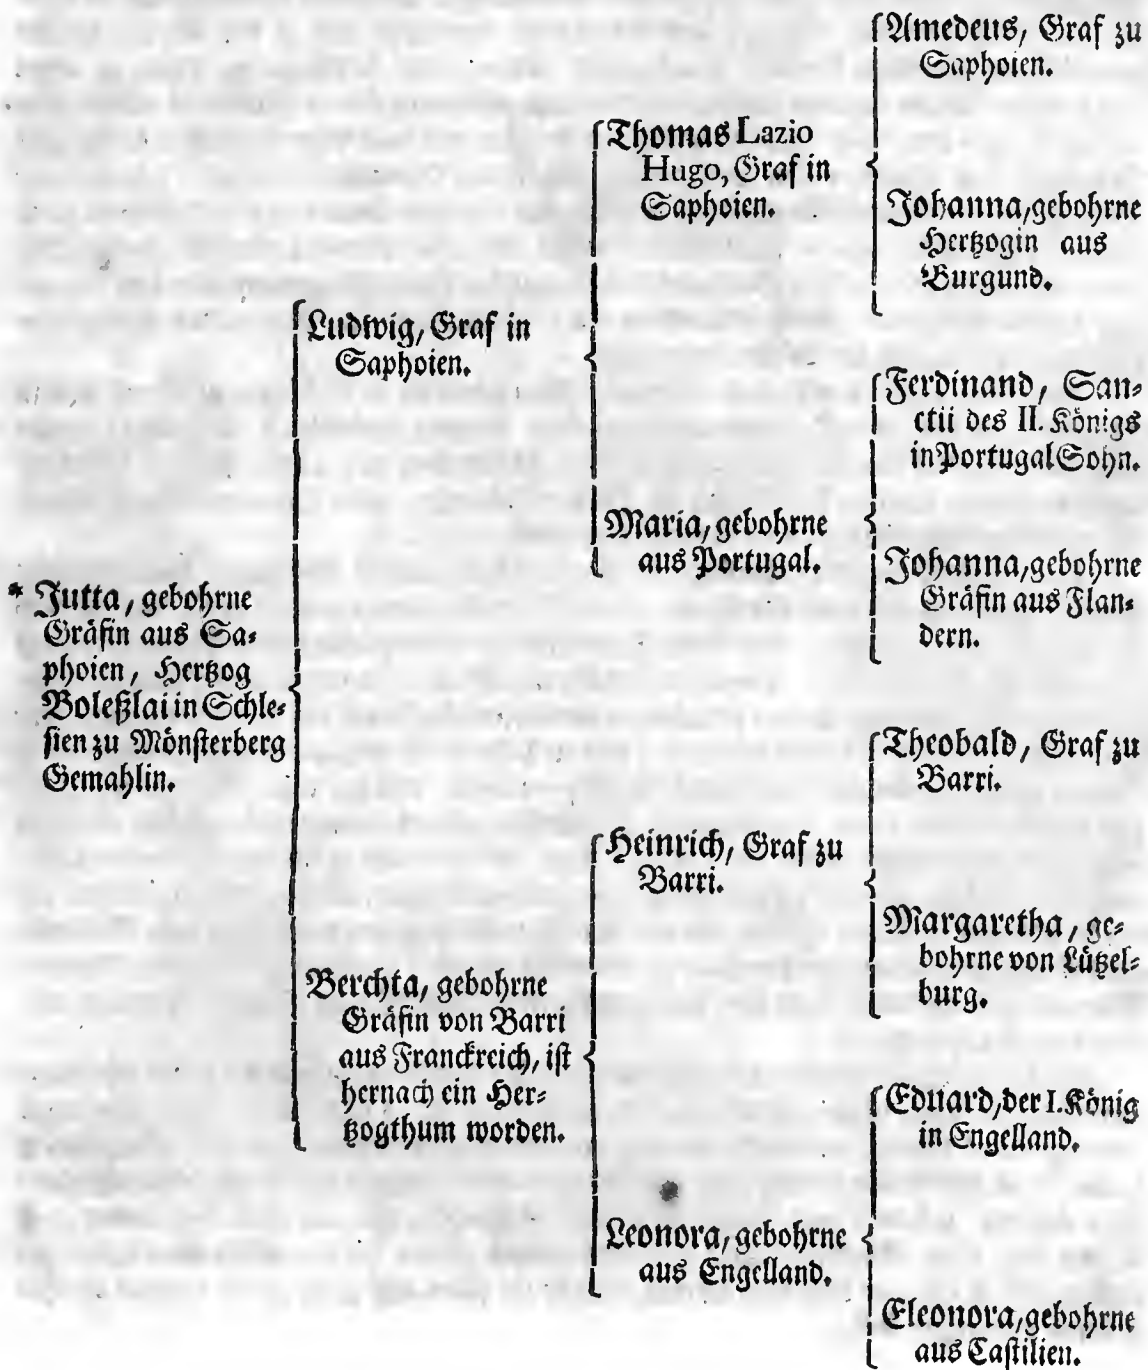 * Jutta, gebohrne
Gräfin aus Sa⸗
phoien, Hertzog
Boleßlai in Schle⸗
sien zu Mönsterberg
Gemahlin.
Ludwig, Graf in
Saphoien.
Thomas Lazio
Hugo, Graf in
Saphoien.
Amedeus, Graf zu
Saphoien.
Johanna, gebohrne
Hertzogin aus
Burgund.
Maria, gebohrne
aus Portugal.
Ferdinand, San⸗
ctii des II. Königs
in Portugal Sohn.
Johanna, gebohrne
Gräfin aus Flan⸗
dern.
Berchta, gebohrne
Gräfin von Barri
aus Franckreich, ist
hernach ein Her⸗
tzogthum worden.
Heinrich, Graf zu
Barri.
Theobald, Graf zu
Barri.
Margaretha, ge⸗
bohrne von Lützel⸗
burg.
Leonora, gebohrne
aus Engelland.
Eduard, der I. König
in Engelland.
Eleonora, gebohrne
aus Castilien.